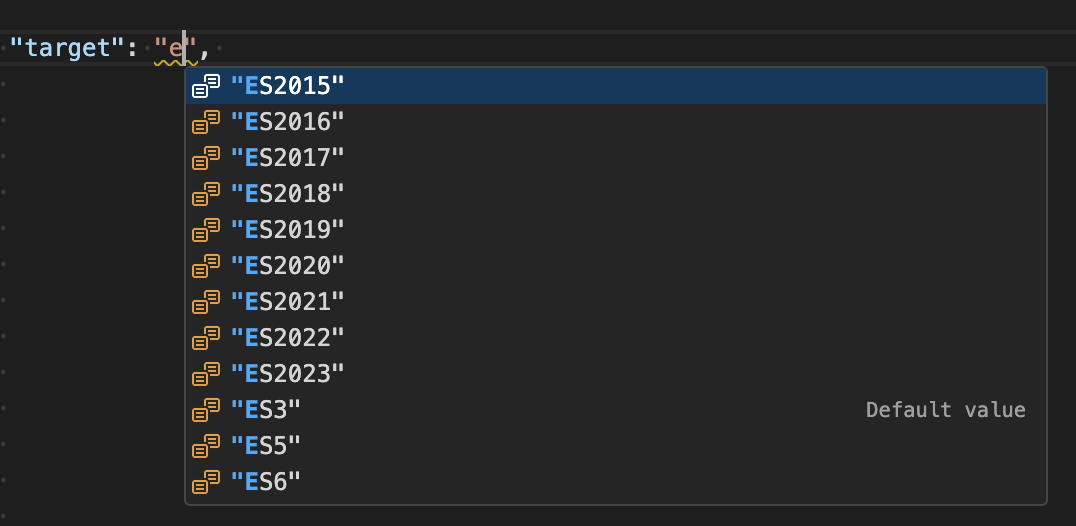 "target": "e",
"ES2015"
"ES2016"
"ES2017"
"ES2018"
"ES2019"
"ES2020"
"ES2021"
"ES2022"
"ES2023"
"ES3" Default value
"ES5"
"ES6"